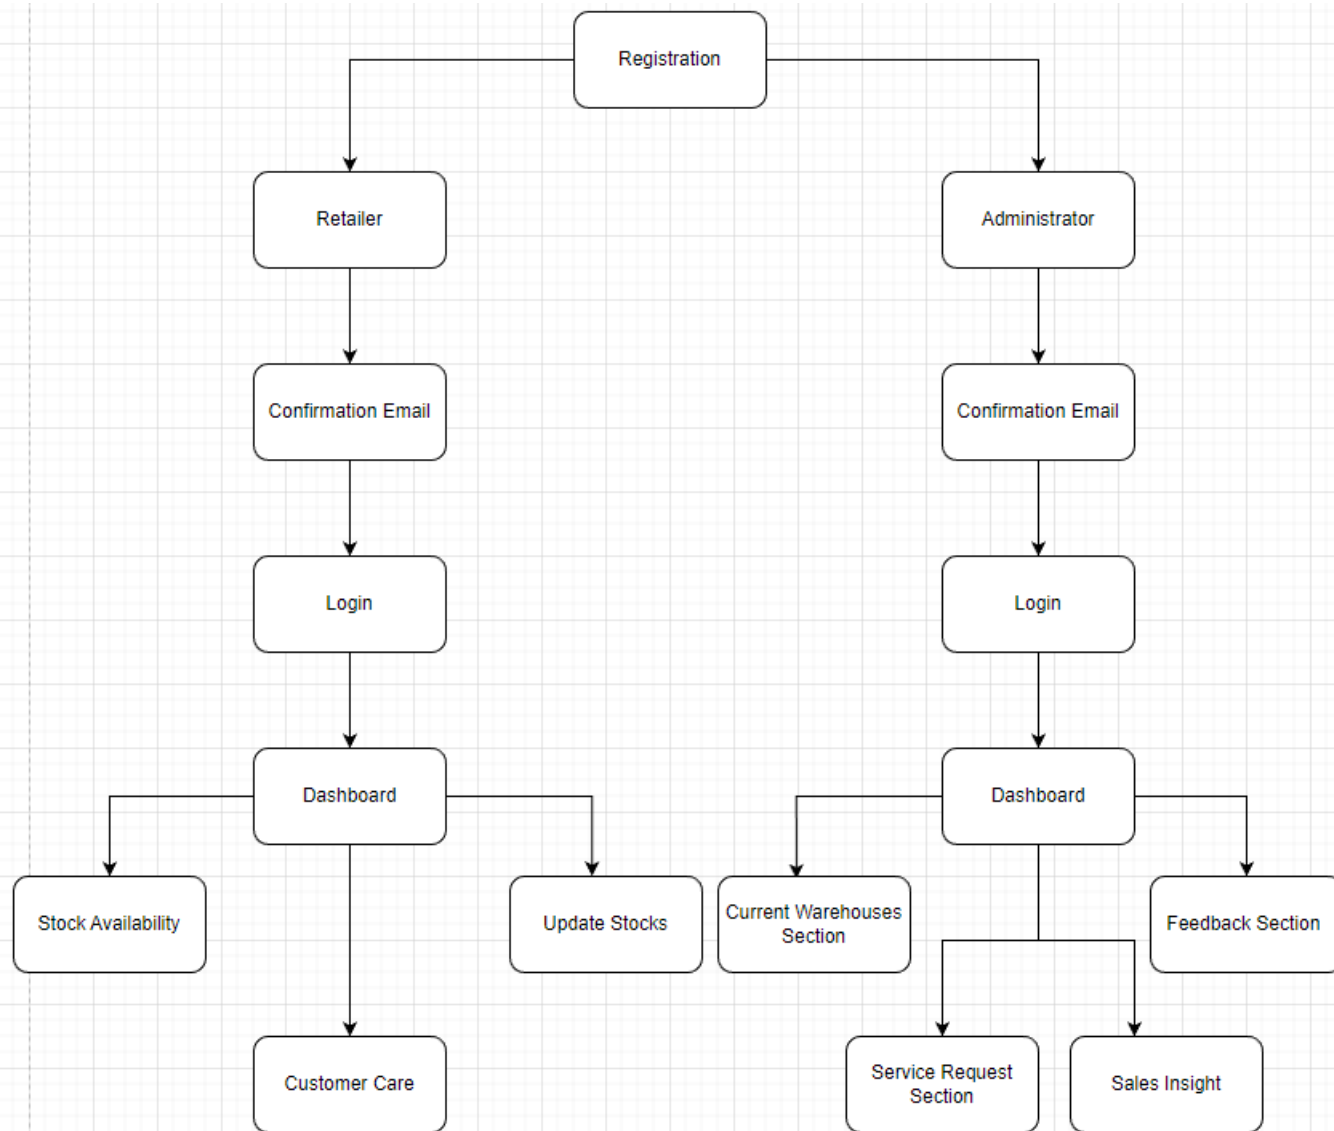 Registration
Retailer
Administrator
Confirmation Email
Confirmation Email
Login
Login
Dashboard
Dashboard
Stock Availability
Update Stocks
Current Warehouses
Section
Feedback Section
Customer Care
Service Request
Section
Sales Insight